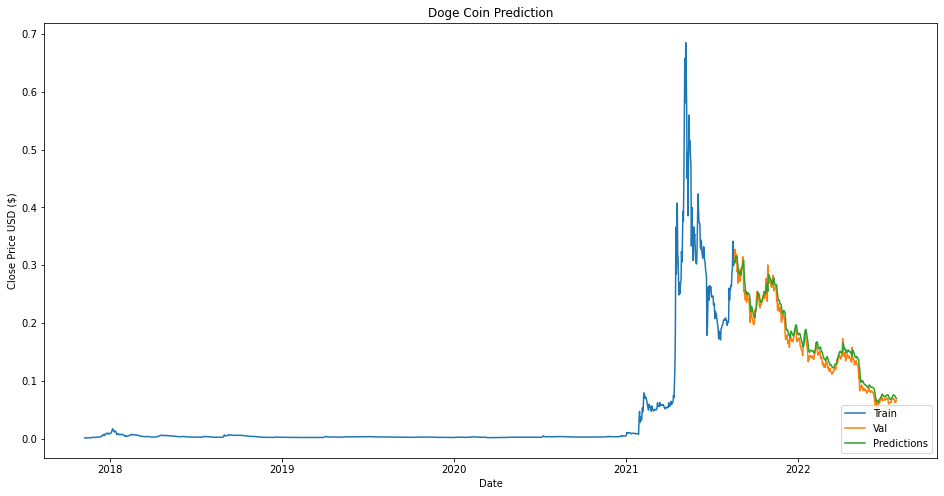 Doge Coin Prediction
Close Price USD ($)
0.7
0.6
0.5
0.4
0.3
0.2
0.1
0.0
2018 2019 2020 2021 2022
Date
Train
Val
Predictions